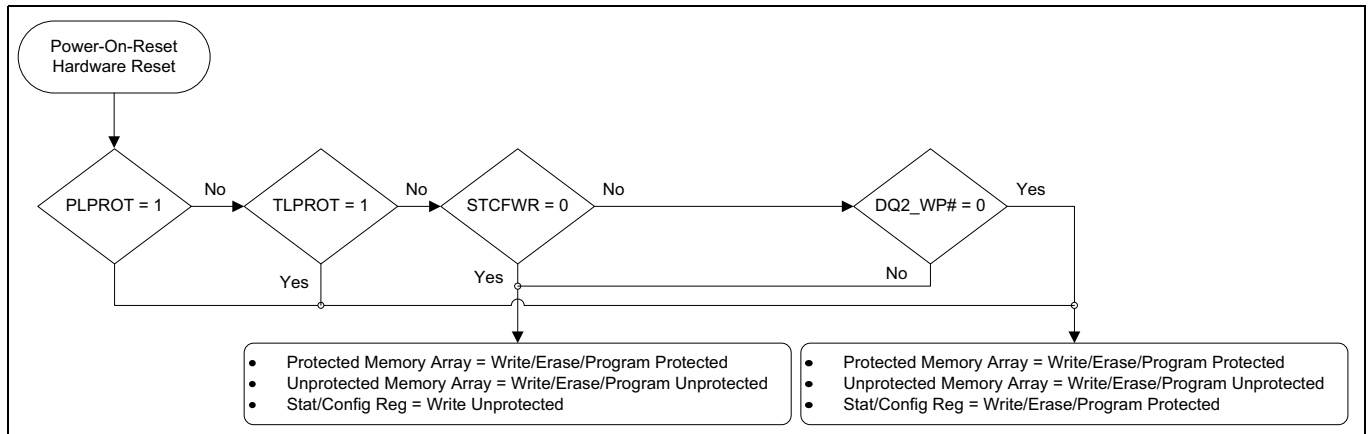 Power-On-Reset
Hardware Reset
PLPROT = 1
No
TLPROT = 1
No
STCFWR = 0
No
DQ2_WP# = 0
Yes
Yes
Yes
No
• Protected Memory Array = Write/Erase/Program Protected
• Unprotected Memory Array = Write/Erase/Program Unprotected
• Stat/Config Reg = Write Unprotected
• Protected Memory Array = Write/Erase/Program Protected
• Unprotected Memory Array = Write/Erase/Program Unprotected
• Stat/Config Reg = Write/Erase/Program Protected